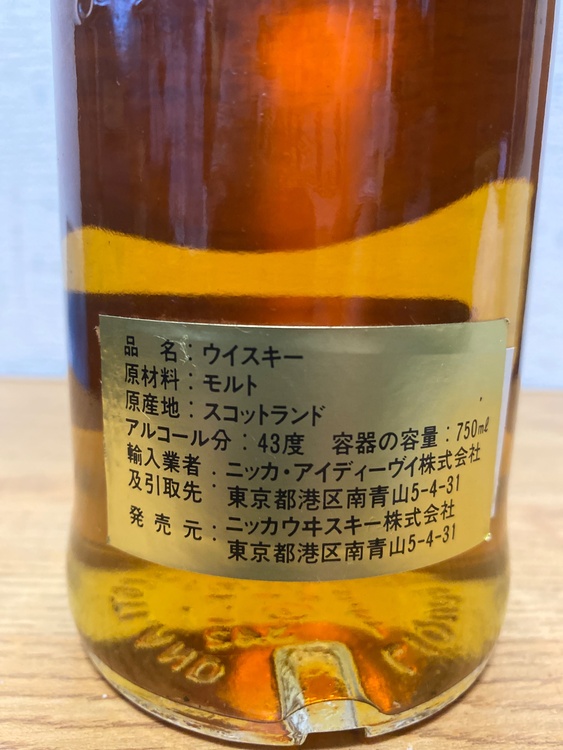 品 名 : ウイスキー
原材料 : モルト
原産地 : スコットランド
アルコール分 : 43度 容器の容量 : 750mℓ
輸入業者 : ニッカ・アイディーヴイ株式会社
及引取先 東京都港区南青山5-4-31
発 売 元 : ニッカウヰスキー株式会社
東京都港区南青山5-4-31